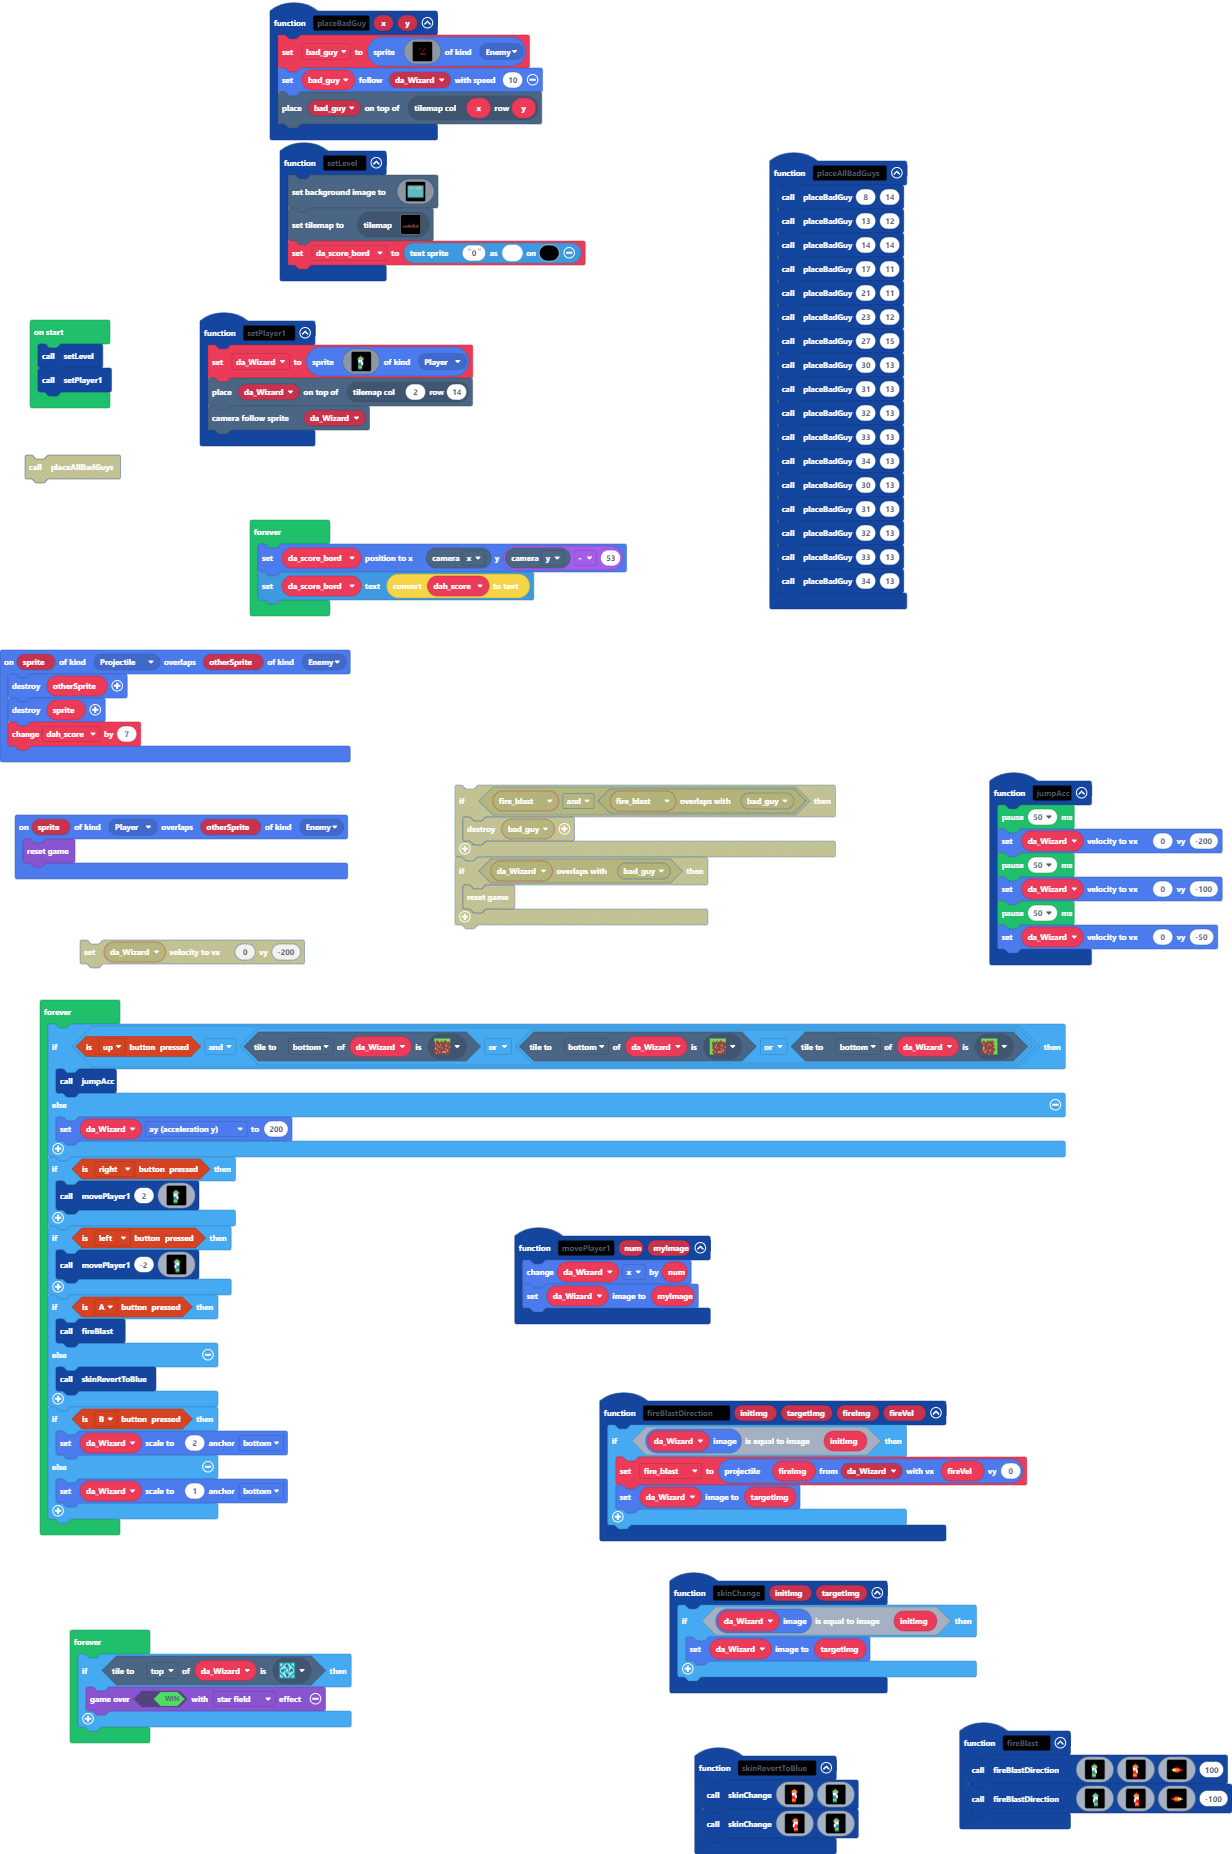 function placeBadGuy x y
set bad_guy to sprite of kind Enemy
set bad_guy follow da_Wizard with speed 10
place bad_guy on top of tilemap col x row y
function setLevel
set background image to
set tilemap to tilemap
set da_score_bord to text sprite "0" as on
function placeAllBadGuys
call placeBadGuy 8 14
call placeBadGuy 13 12
call placeBadGuy 14 14
call placeBadGuy 17 11
call placeBadGuy 21 11
call placeBadGuy 23 12
call placeBadGuy 27 15
call placeBadGuy 30 13
call placeBadGuy 31 13
call placeBadGuy 32 13
call placeBadGuy 33 13
call placeBadGuy 34 13
call placeBadGuy 30 13
call placeBadGuy 31 13
call placeBadGuy 32 13
call placeBadGuy 33 13
call placeBadGuy 34 13
on start
call setLevel
call setPlayer1
function setPlayer1
set da_Wizard to sprite of kind Player
place da_Wizard on top of tilemap col 2 row 14
camera follow sprite da_Wizard
call placeAllBadGuys
forever
set da_score_bord position to x camera x y camera y - 53
set da_score_bord text convert dah_score to text
on sprite of kind Projectile overlaps otherSprite of kind Enemy
destroy otherSprite
destroy sprite
change dah_score by 7
on sprite of kind Player overlaps otherSprite of kind Enemy
reset game
if fire_blast and fire_blast overlaps with bad_guy then
destroy bad_guy
if da_Wizard overlaps with bad_guy then
reset game
function jumpAcc
pause 50 ms
set da_Wizard velocity to vx 0 vy -200
pause 50 ms
set da_Wizard velocity to vx 0 vy -100
pause 50 ms
set da_Wizard velocity to vx 0 vy -50
set da_Wizard velocity to vx 0 vy -200
forever
if is up button pressed and tile to bottom of da_Wizard is or tile to bottom of da_Wizard is or tile to bottom of da_Wizard is then
call jumpAcc
else
set da_Wizard ay (acceleration y) to 200
if is right button pressed then
call movePlayer1 2
if is left button pressed then
call movePlayer1 -2
if is A button pressed then
call fireBlast
else
call skinRevertToBlue
if is B button pressed then
set da_Wizard scale to 2 anchor bottom
else
set da_Wizard scale to 1 anchor bottom
function movePlayer1 num myImage
change da_Wizard x by num
set da_Wizard image to myImage
function fireBlastDirection initImg targetImg fireImg fireVel
if da_Wizard image is equal to image initImg then
set fire_blast to projectile fireImg from da_Wizard with vx fireVel vy 0
set da_Wizard image to targetImg
function skinChange initImg targetImg
if da_Wizard image is equal to image initImg then
set da_Wizard image to targetImg
forever
if tile to top of da_Wizard is then
game over WIN with star field effect
function skinRevertToBlue
call skinChange
call skinChange
function fireBlast
call fireBlastDirection 100
call fireBlastDirection -100